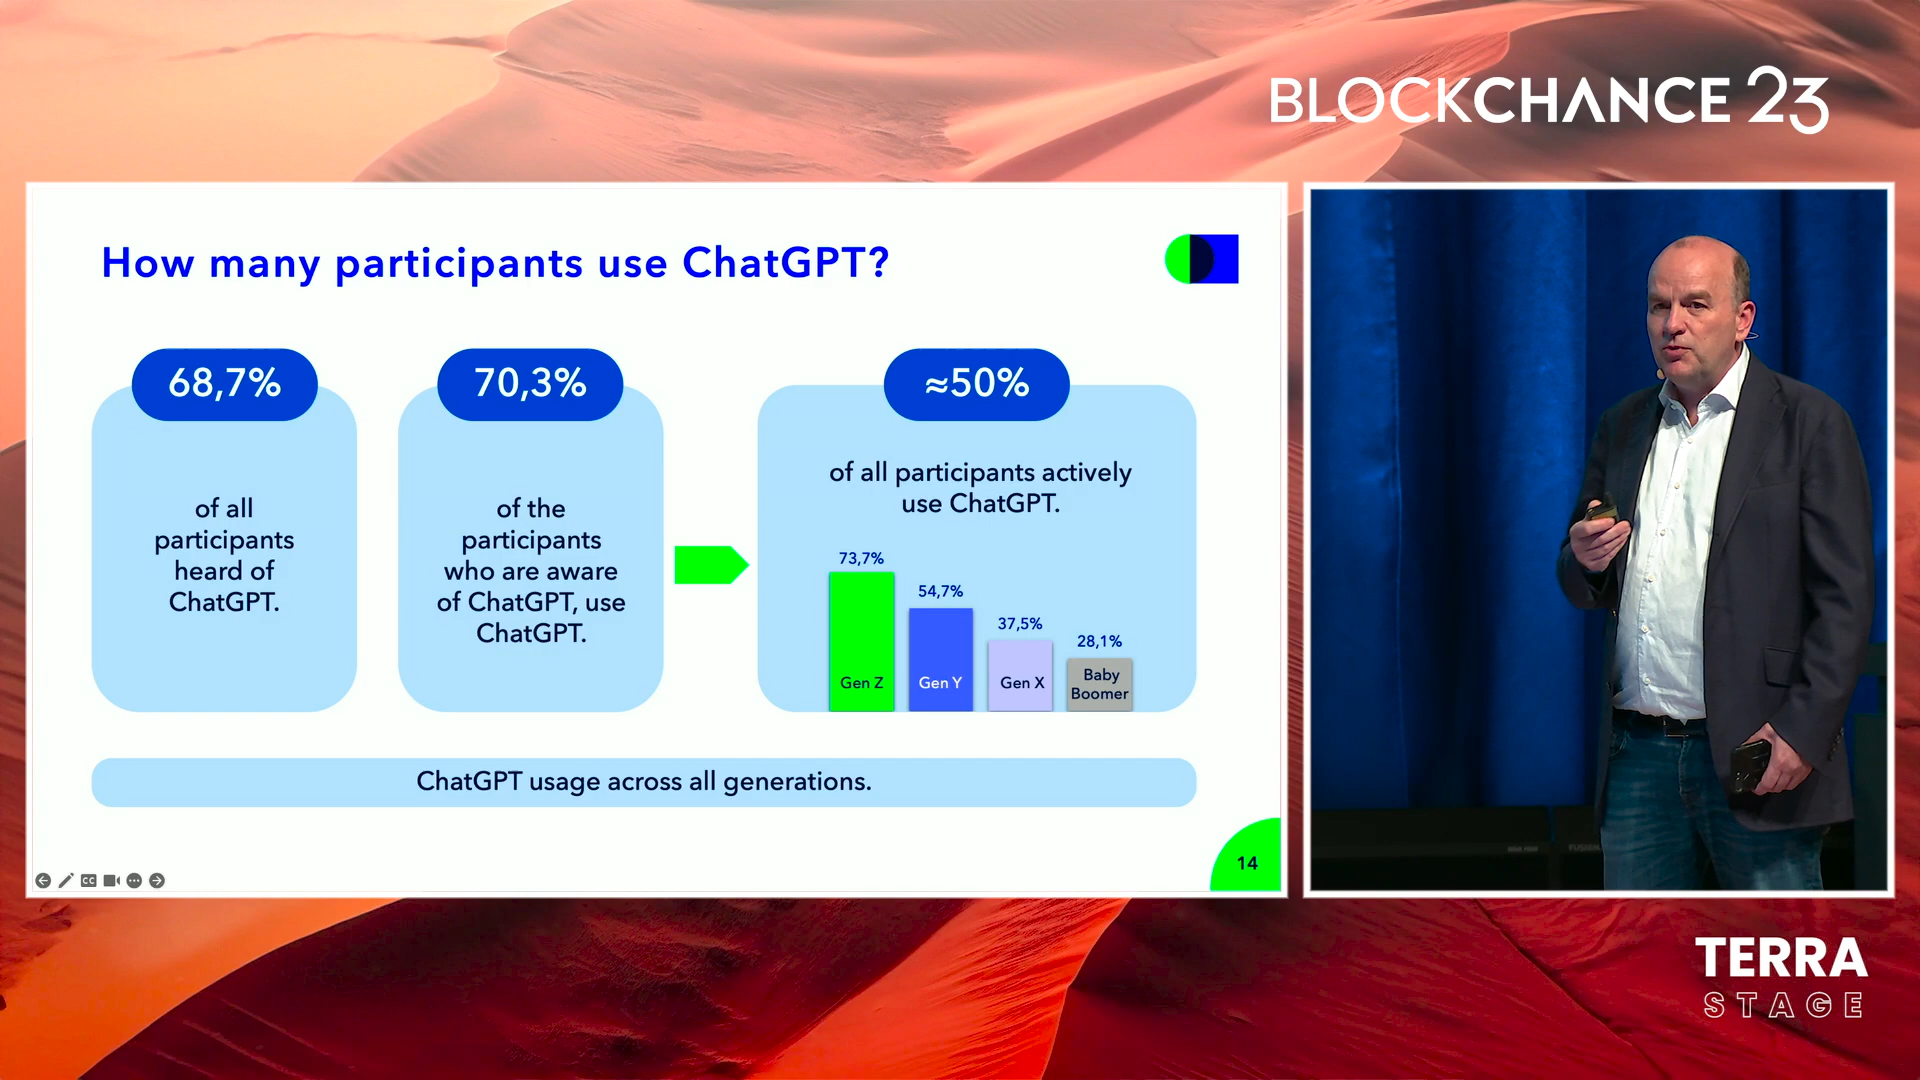 BLOCKCHANCE 23
How many participants use ChatGPT?
68,7%
of all
participants
heard of
ChatGPT.
70,3%
of the
participants
who are aware
of ChatGPT, use
ChatGPT.
≈50%
of all participants actively
use ChatGPT.
73,7%
Gen Z
54,7%
Gen Y
37,5%
Gen X
28,1%
Baby
Boomer
ChatGPT usage across all generations.
CC
14
TERRA
STAGE